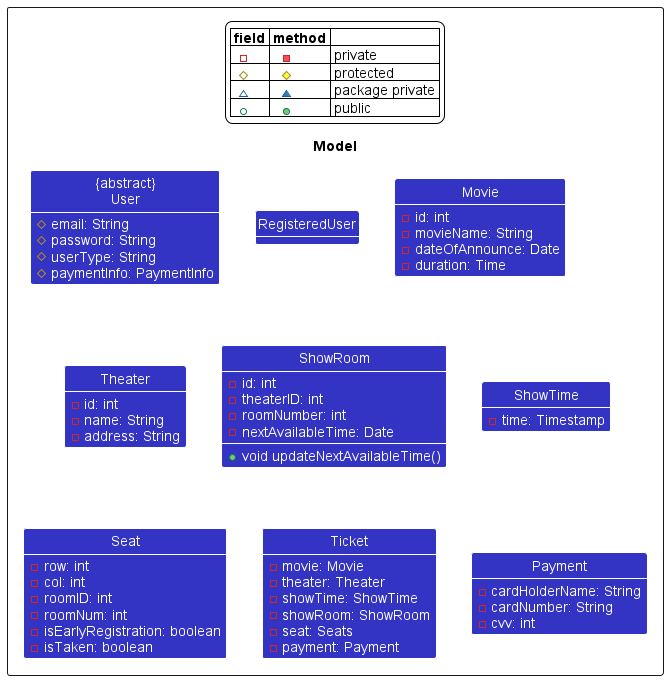 field method
private
protected
package private
public
Model
{abstract}
User
email: String
password: String
userType: String
paymentInfo: PaymentInfo
RegisteredUser
Movie
id: int
movieName: String
dateOfAnnounce: Date
duration: Time
Theater
id: int
name: String
address: String
ShowRoom
id: int
theaterID: int
roomNumber: int
nextAvailableTime: Date
void updateNextAvailableTime()
ShowTime
time: Timestamp
Seat
row: int
col: int
roomID: int
roomNum: int
isEarlyRegistration: boolean
isTaken: boolean
Ticket
movie: Movie
theater: Theater
showTime: ShowTime
showRoom: ShowRoom
seat: Seats
payment: Payment
Payment
cardHolderName: String
cardNumber: String
cvv: int